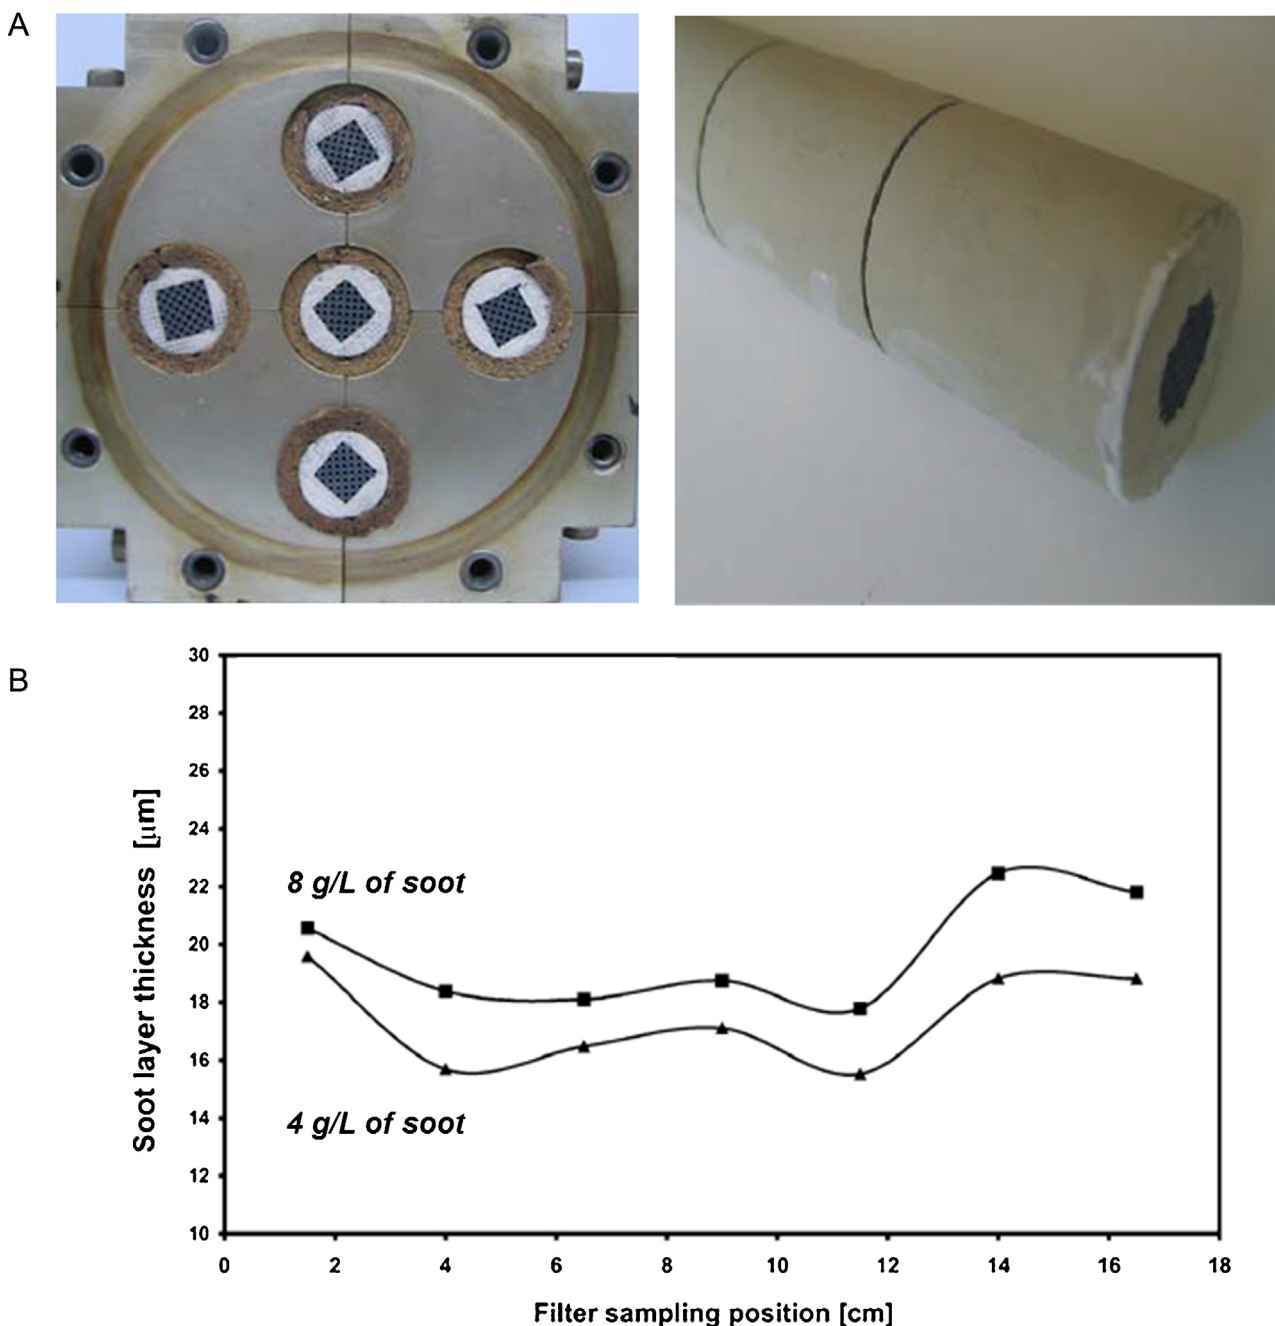 A
B
30
28
26
24
22
20
18
16
14
12
10
Soot layer thickness [μm]
8 g/L of soot
4 g/L of soot
0 2 4 6 8 10 12 14 16 18
Filter sampling position [cm]